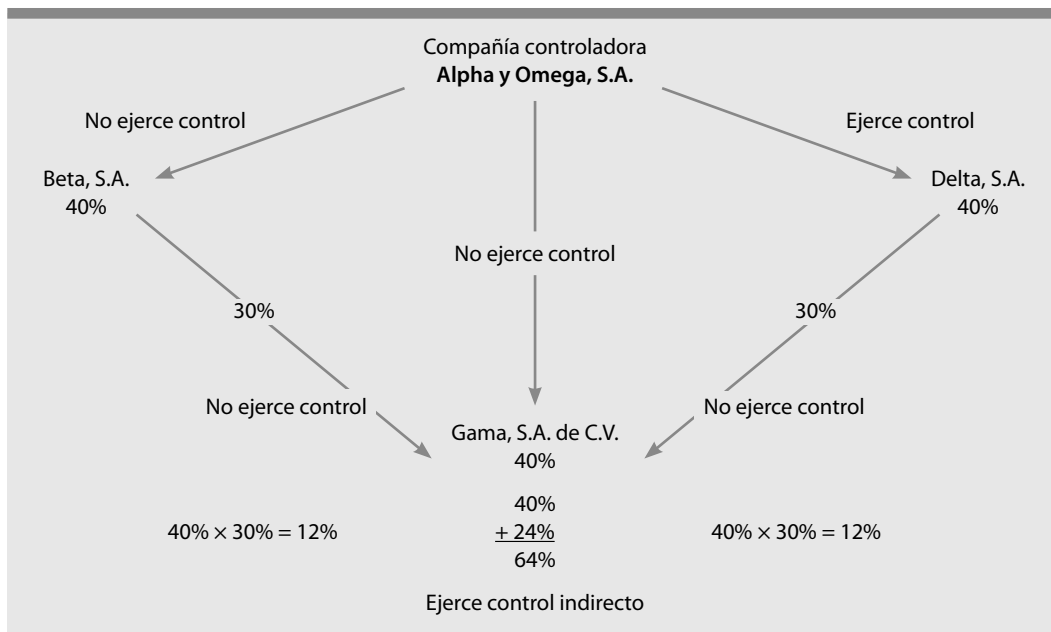 Compañía controladora
Alpha y Omega, S.A.
No ejerce control
Ejerce control
Beta, S.A.
40%
Delta, S.A.
40%
No ejerce control
30%
30%
No ejerce control
No ejerce control
Gama, S.A. de C.V.
40%
40%
40% × 30% = 12%
+ 24%
40% × 30% = 12%
64%
Ejerce control indirecto